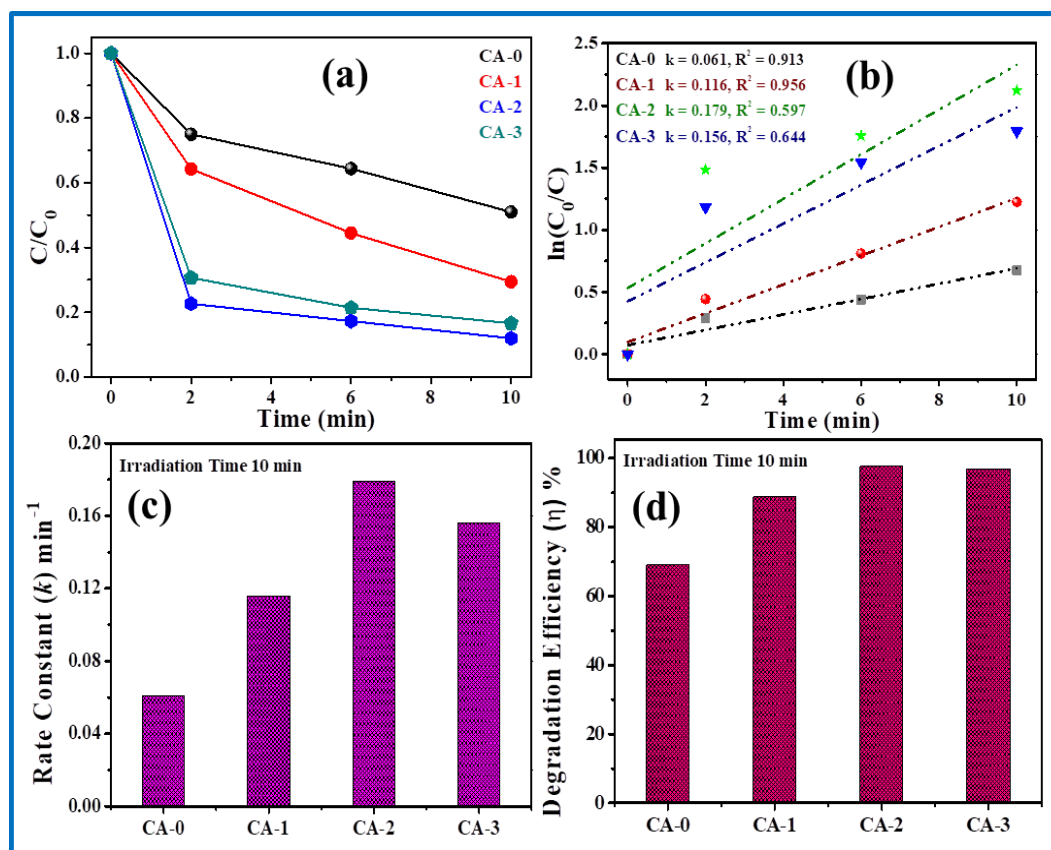 (a)
CA-0
CA-1
CA-2
CA-3
1.0
0.8
0.6
0.4
0.2
0.0
C/C₀
0 2 4 6 8 10
Time (min)
(b)
CA-0 k = 0.061, R² = 0.913
CA-1 k = 0.116, R² = 0.956
CA-2 k = 0.179, R² = 0.597
CA-3 k = 0.156, R² = 0.644
2.5
2.0
1.5
1.0
0.5
0.0
ln(C₀/C)
0 2 4 6 8 10
Time (min)
Irradiation Time 10 min
(c)
0.20
0.16
0.12
0.08
0.04
0.00
Rate Constant (k) min⁻¹
CA-0 CA-1 CA-2 CA-3
Irradiation Time 10 min
(d)
100
80
60
40
20
0
Degradation Efficiency (η) %
CA-0 CA-1 CA-2 CA-3